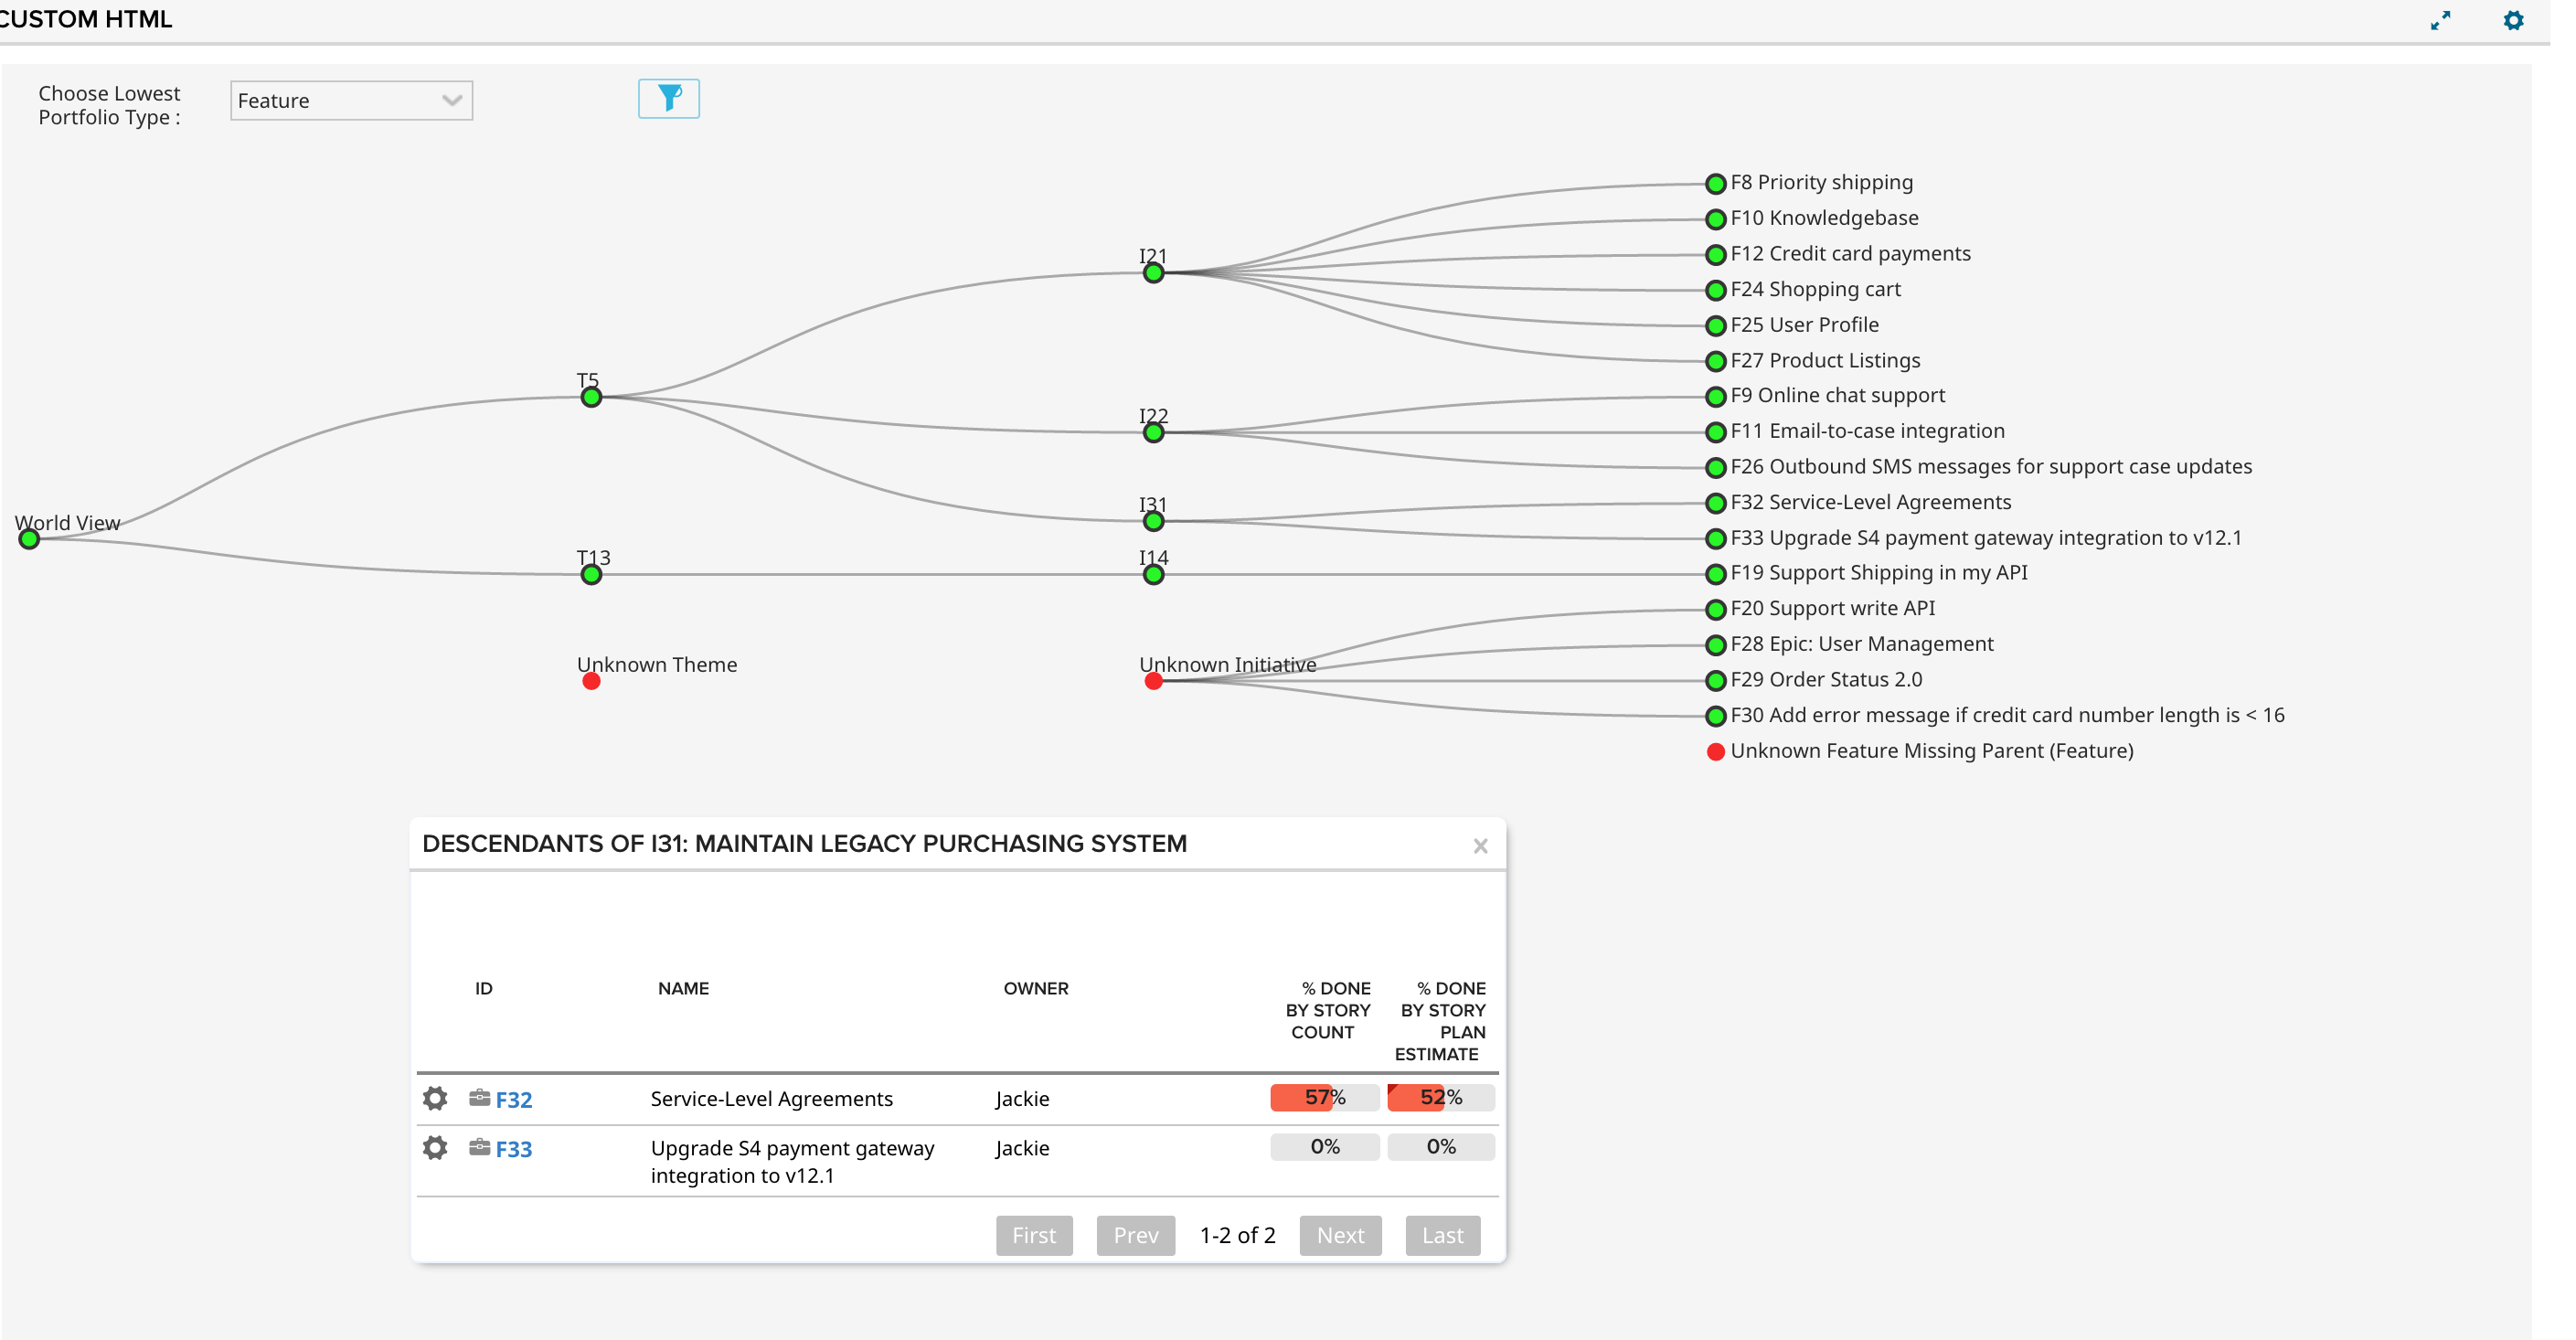 CUSTOM HTML
Choose Lowest
Portfolio Type :
Feature
F8 Priority shipping
F10 Knowledgebase
I21
F12 Credit card payments
F24 Shopping cart
F25 User Profile
F27 Product Listings
T5
F9 Online chat support
I22
F11 Email-to-case integration
F26 Outbound SMS messages for support case updates
I31
F32 Service-Level Agreements
World View
F33 Upgrade S4 payment gateway integration to v12.1
T13
I14
F19 Support Shipping in my API
F20 Support write API
F28 Epic: User Management
Unknown Theme
Unknown Initiative
F29 Order Status 2.0
F30 Add error message if credit card number length is < 16
Unknown Feature Missing Parent (Feature)
DESCENDANTS OF I31: MAINTAIN LEGACY PURCHASING SYSTEM
ID
NAME
OWNER
% DONE
BY STORY
COUNT
% DONE
BY STORY
PLAN
ESTIMATE
F32
Service-Level Agreements
Jackie
57%
52%
F33
Upgrade S4 payment gateway
integration to v12.1
Jackie
0%
0%
First
Prev
1-2 of 2
Next
Last